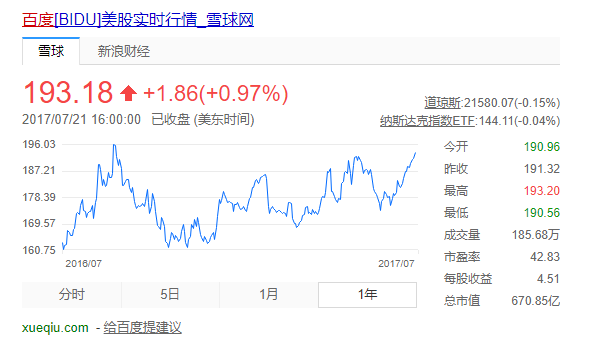 百度[BIDU]美股实时行情_雪球网
雪球 新浪财经
193.18 +1.86(+0.97%)
道琼斯:21580.07(-0.15%)
2017/07/21 16:00:00 已收盘 (美东时间)
纳斯达克指数ETF:144.11(-0.04%)
196.03
187.21
178.39
169.57
160.75
2016/07 2017/07
今开 190.96
昨收 191.32
最高 193.20
最低 190.56
成交量 185.68万
市盈率 42.83
每股收益 4.51
总市值 670.85亿
分时 5日 1月 1年
xueqiu.com - 给百度提建议